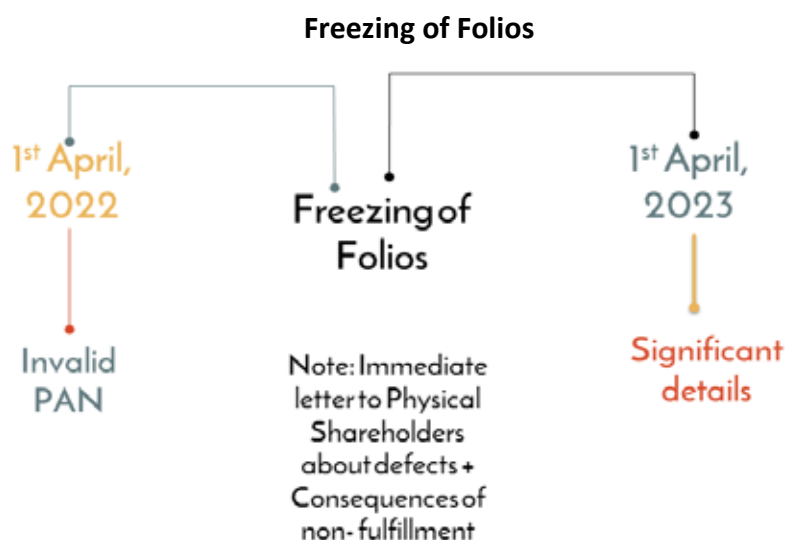 Freezing of Folios
1st April,
2022
Invalid
PAN
Freezing of
Folios
Note: Immediate
letter to Physical
Shareholders
about defects +
Consequences of
non- fulfillment
1st April,
2023
Significant
details